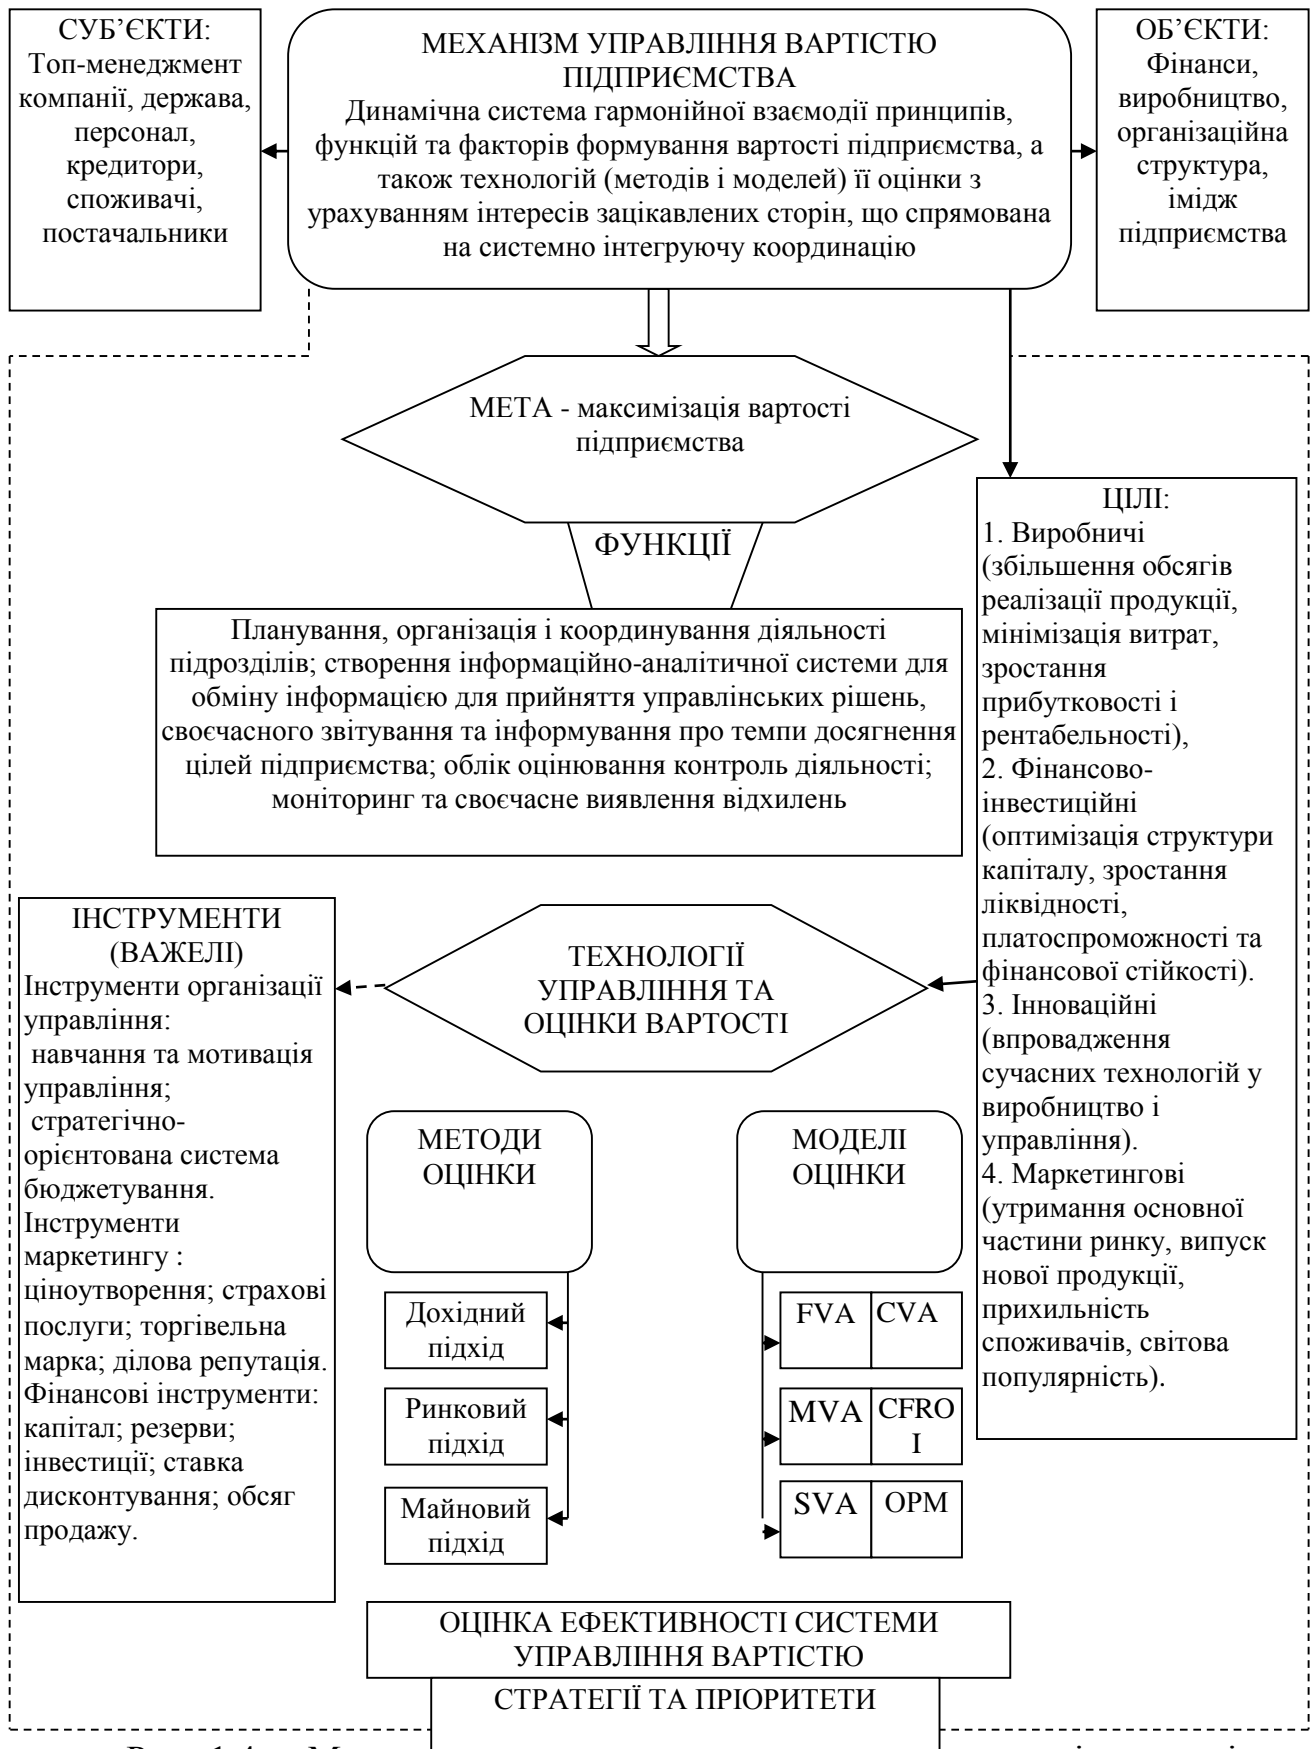 СУБ’ЄКТИ:
Топ-менеджмент
компанії, держава,
персонал,
кредитори,
споживачі,
постачальники
МЕХАНІЗМ УПРАВЛІННЯ ВАРТІСТЮ
ПІДПРИЄМСТВА
Динамічна система гармонійної взаємодії принципів,
функцій та факторів формування вартості підприємства, а
також технологій (методів і моделей) її оцінки з
урахуванням інтересів зацікавлених сторін, що спрямована
на системно інтегруючу координацію
ОБ’ЄКТИ:
Фінанси,
виробництво,
організаційна
структура,
імідж
підприємства
МЕТА - максимізація вартості
підприємства
ФУНКЦІЇ
Планування, організація і координування діяльності
підрозділів; створення інформаційно-аналітичної системи для
обміну інформацією для прийняття управлінських рішень,
своєчасного звітування та інформування про темпи досягнення
цілей підприємства; облік оцінювання контроль діяльності;
моніторинг та своєчасне виявлення відхилень
ЦІЛІ:
1. Виробничі
(збільшення обсягів
реалізації продукції,
мінімізація витрат,
зростання
прибутковості і
рентабельності),
2. Фінансово-
інвестиційні
(оптимізація структури
капіталу, зростання
ліквідності,
платоспроможності та
фінансової стійкості).
3. Інноваційні
(впровадження
сучасних технологій у
виробництво і
управління).
4. Маркетингові
(утримання основної
частини ринку, випуск
нової продукції,
прихильність
споживачів, світова
популярність).
ІНСТРУМЕНТИ
(ВАЖЕЛІ)
Інструменти організації
управління:
навчання та мотивація
управління;
стратегічно-
орієнтована система
бюджетування.
Інструменти
маркетингу :
ціноутворення; страхові
послуги; торгівельна
марка; ділова репутація.
Фінансові інструменти:
капітал; резерви;
інвестиції; ставка
дисконтування; обсяг
продажу.
ТЕХНОЛОГІЇ
УПРАВЛІННЯ ТА
ОЦІНКИ ВАРТОСТІ
МЕТОДИ
ОЦІНКИ
МОДЕЛІ
ОЦІНКИ
Дохідний
підхід
Ринковий
підхід
Майновий
підхід
FVA CVA
MVA CFRO
I
SVA OPM
ОЦІНКА ЕФЕКТИВНОСТІ СИСТЕМИ
УПРАВЛІННЯ ВАРТІСТЮ
СТРАТЕГІЇ ТА ПРІОРИТЕТИ